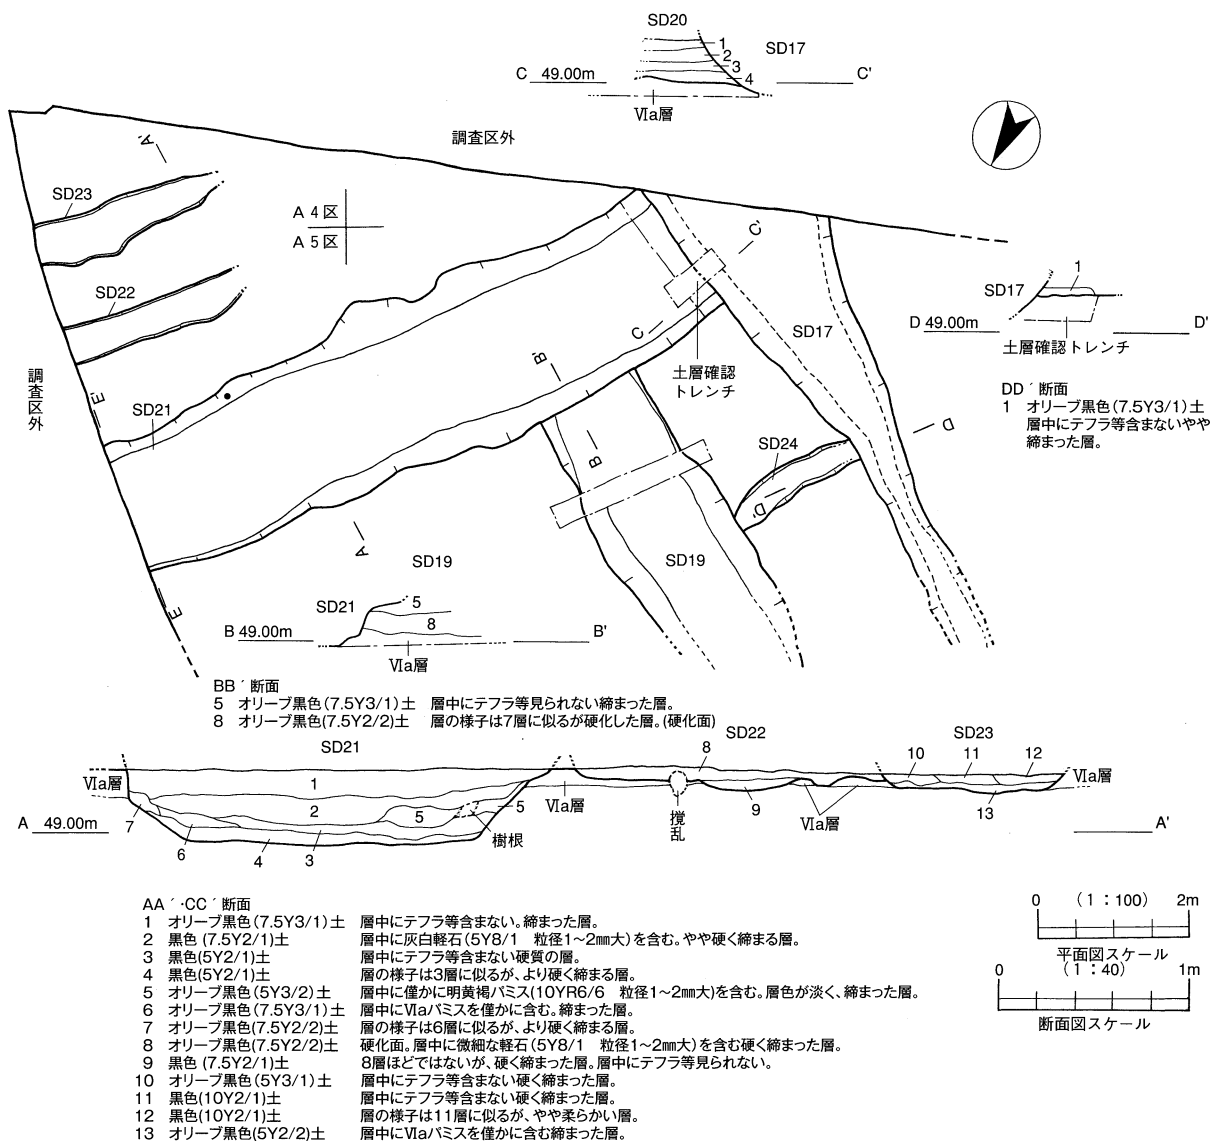 SD20
1
2
3
4
SD17
C 49.00m C'
Ⅵa層
調査区外
A'
SD23
A 4 区
A 5 区
SD22
C'
1
SD17
D 49.00m D'
土層確認トレンチ
DD´断面
1 オリーブ黒色(7.5Y3/1)土
層中にテフラ等含まないやや
締まった層。
SD17
C
B'
土層確認
トレンチ
調査区外
E'
SD21
D
SD24
B
D'
A
SD19
SD19
E
SD21
5
8
B 49.00m B'
Ⅵa層
BB´断面
5 オリーブ黒色(7.5Y3/1)土 層中にテフラ等見られない締まった層。
8 オリーブ黒色(7.5Y2/2)土 層の様子は7層に似るが硬化した層。(硬化面)
SD21 SD22 SD23
8 10 11 12
Ⅵa層 1 Ⅵa層 Ⅵa層
2 5 5 9 Ⅵa層 13
A 49.00m A'
7 樹根 撹乱
6 4 3
AA´・CC´断面
1 オリーブ黒色(7.5Y3/1)土 層中にテフラ等含まない。締まった層。
2 黒色(7.5Y2/1)土 層中に灰白軽石(5Y8/1 粒径1~2㎜大)を含む。やや硬く締まる層。
3 黒色(5Y2/1)土 層中にテフラ等含まない硬質の層。
4 黒色(5Y2/1)土 層の様子は3層に似るが、より硬く締まる層。
5 オリーブ黒色(5Y3/2)土 層中に僅かに明黄褐パミス(10YR6/6 粒径1~2㎜大)を含む。層色が淡く、締まった層。
6 オリーブ黒色(7.5Y3/1)土 層中にⅥaパミスを僅かに含む。締まった層。
7 オリーブ黒色(7.5Y2/2)土 層の様子は6層に似るが、より硬く締まる層。
8 オリーブ黒色(7.5Y2/2)土 硬化面。層中に微細な軽石(5Y8/1 粒径1~2㎜大)を含む硬く締まった層。
9 黒色(7.5Y2/1)土 8層ほどではないが、硬く締まった層。層中にテフラ等見られない。
10 オリーブ黒色(5Y3/1)土 層中にテフラ等含まない硬く締まった層。
11 黒色(10Y2/1)土 層中にテフラ等含まない硬く締まった層。
12 黒色(10Y2/1)土 層の様子は11層に似るが、やや柔らかい層。
13 オリーブ黒色(5Y2/2)土 層中にⅥaパミスを僅かに含む締まった層。
0 (1:100) 2m
平面図スケール
0 (1:40) 1m
断面図スケール